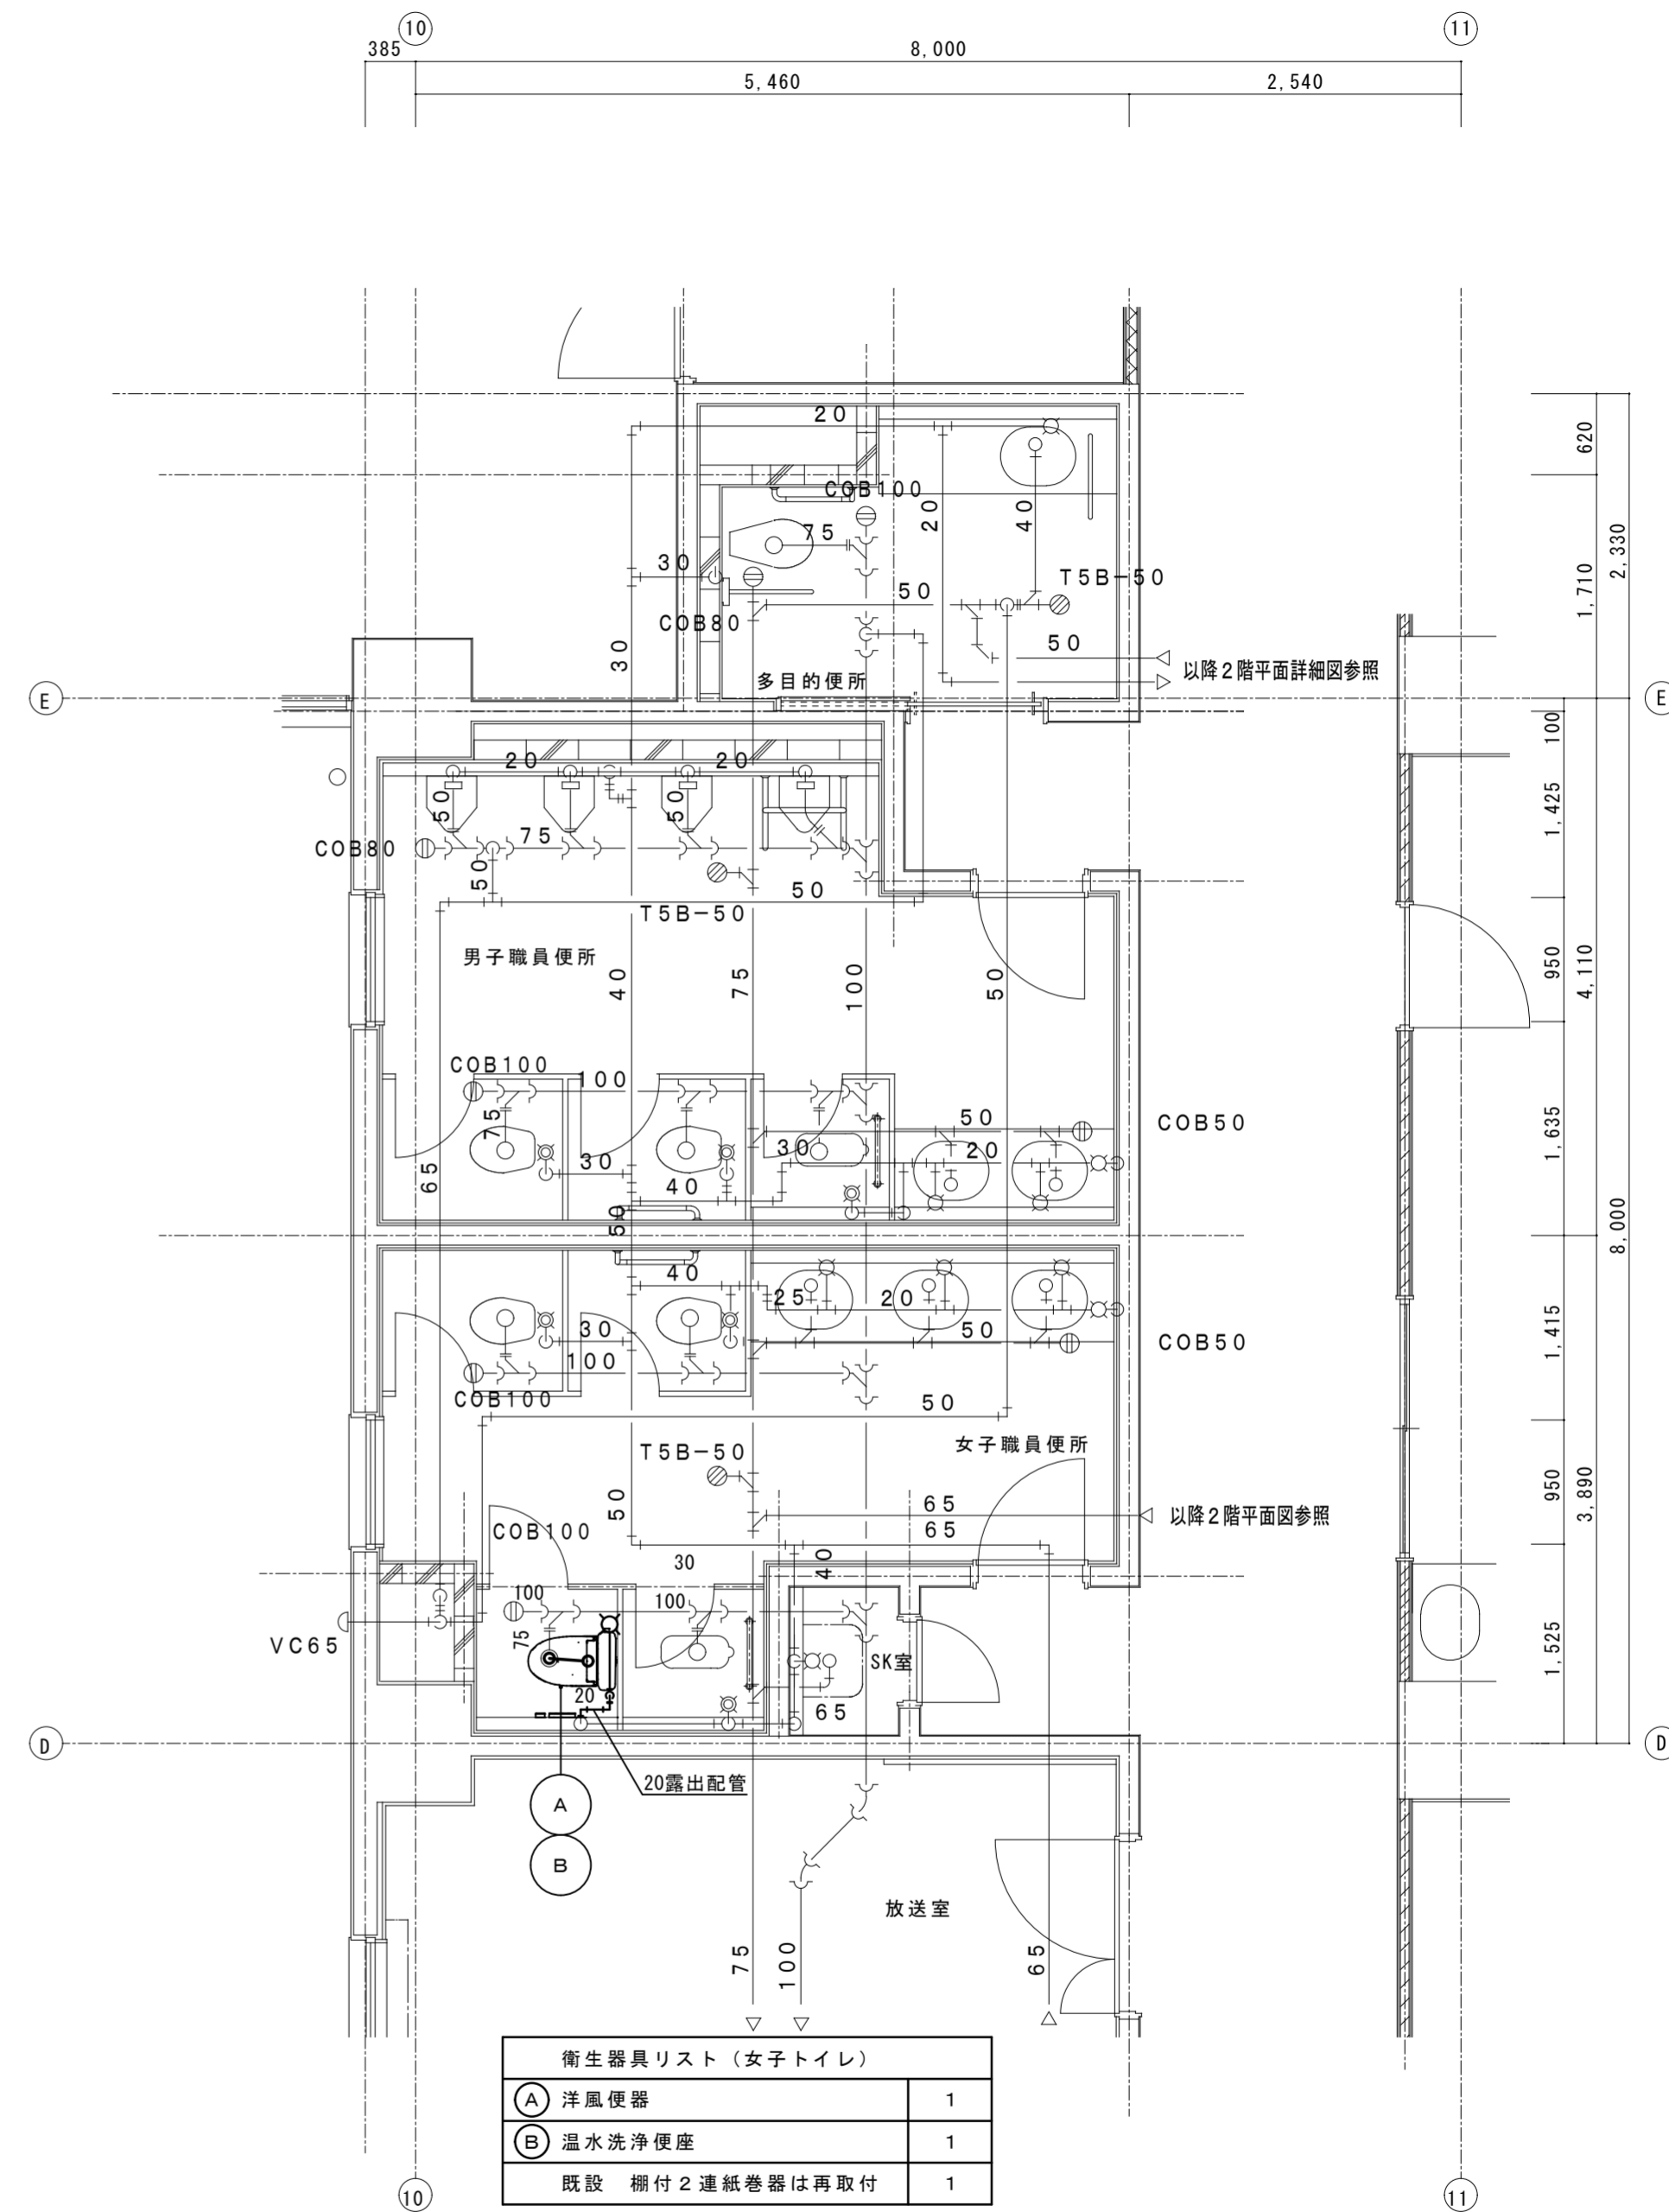 10
11
385
8,000
5,460
2,540
20
620
COB100
75
20
40
2,330
30
T5B-50
50
1,710
COB80
30
50
以降2階平面詳細図参照
多目的便所
E
E
100
20
20
50
50
1,425
COB80
75
50
50
T5B-50
男子職員便所
40
75
100
50
950
4,110
COB100
100
75
50
COB50
1,635
30
20
65
30
40
50
8,000
40
25
20
30
50
COB50
1,415
100
COB100
50
女子職員便所
T5B-50
50
65
以降2階平面図参照
950
3,890
COB100
65
30
40
100
100
75
VC65
SK室
1,525
20
65
D
D
20露出配管
A
B
放送室
75
100
65
衛生器具リスト（女子トイレ）
A 洋風便器 1
B 温水洗浄便座 1
既設 棚付2連紙巻器は再取付 1
10
11